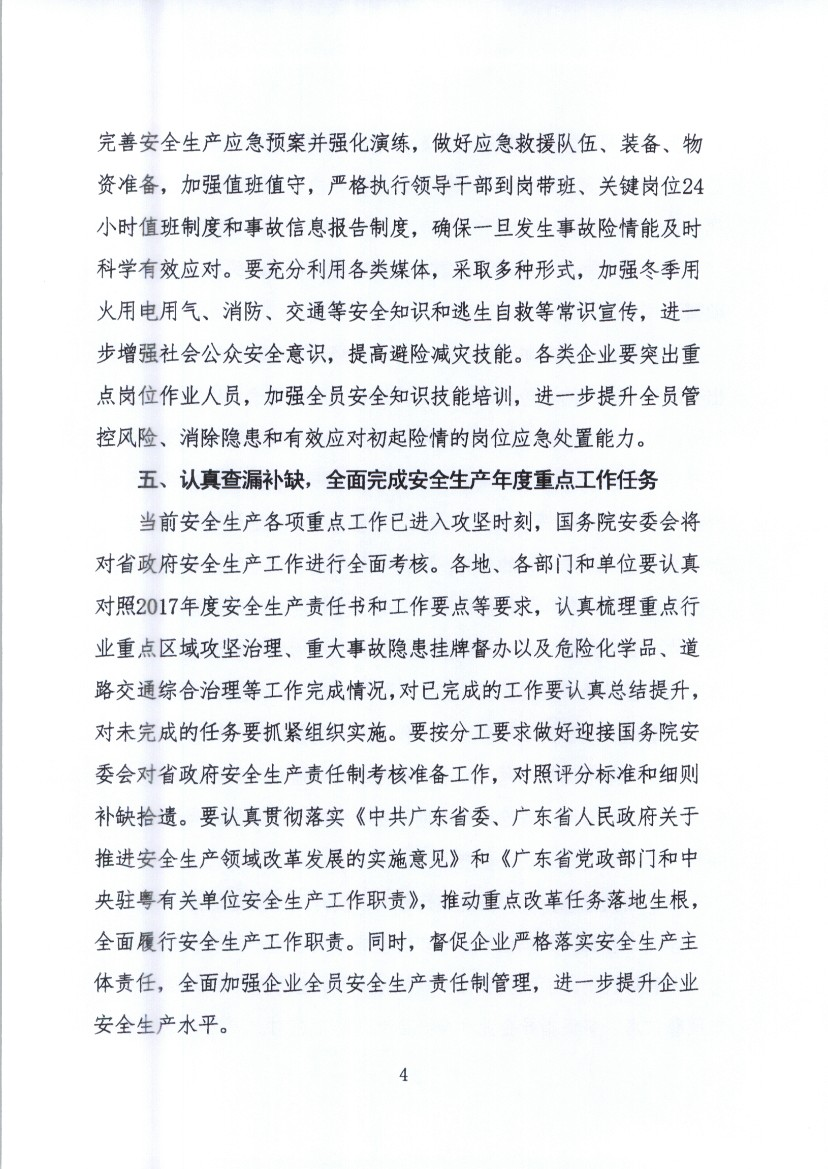 完善安全生产应急预案并强化演练，做好应急救援队伍、装备、物
资准备，加强值班值守，严格执行领导干部到岗带班、关键岗位24
小时值班制度和事故信息报告制度，确保一旦发生事故险情能及时
科学有效应对。要充分利用各类媒体，采取多种形式，加强冬季用
火用电用气、消防、交通等安全知识和逃生自救等常识宣传，进一
步增强社会公众安全意识，提高避险减灾技能。各类企业要突出重
点岗位作业人员，加强全员安全知识技能培训，进一步提升全员管
控风险、消除隐患和有效应对初起险情的岗位应急处置能力。
五、认真查漏补缺，全面完成安全生产年度重点工作任务
当前安全生产各项重点工作已进入攻坚时刻，国务院安委会将
对省政府安全生产工作进行全面考核。各地、各部门和单位要认真
对照2017年度安全生产责任书和工作要点等要求，认真梳理重点行
业重点区域攻坚治理、重大事故隐患挂牌督办以及危险化学品、道
路交通综合治理等工作完成情况，对已完成的工作要认真总结提升，
对未完成的任务要抓紧组织实施。要按分工要求做好迎接国务院安
委会对省政府安全生产责任制考核准备工作，对照评分标准和细则
补缺拾遗。要认真贯彻落实《中共广东省委、广东省人民政府关于
推进安全生产领域改革发展的实施意见》和《广东省党政部门和中
央驻粤有关单位安全生产工作职责》，推动重点改革任务落地生根，
全面履行安全生产工作职责。同时，督促企业严格落实安全生产主
体责任，全面加强企业全员安全生产责任制管理，进一步提升企业
安全生产水平。
4